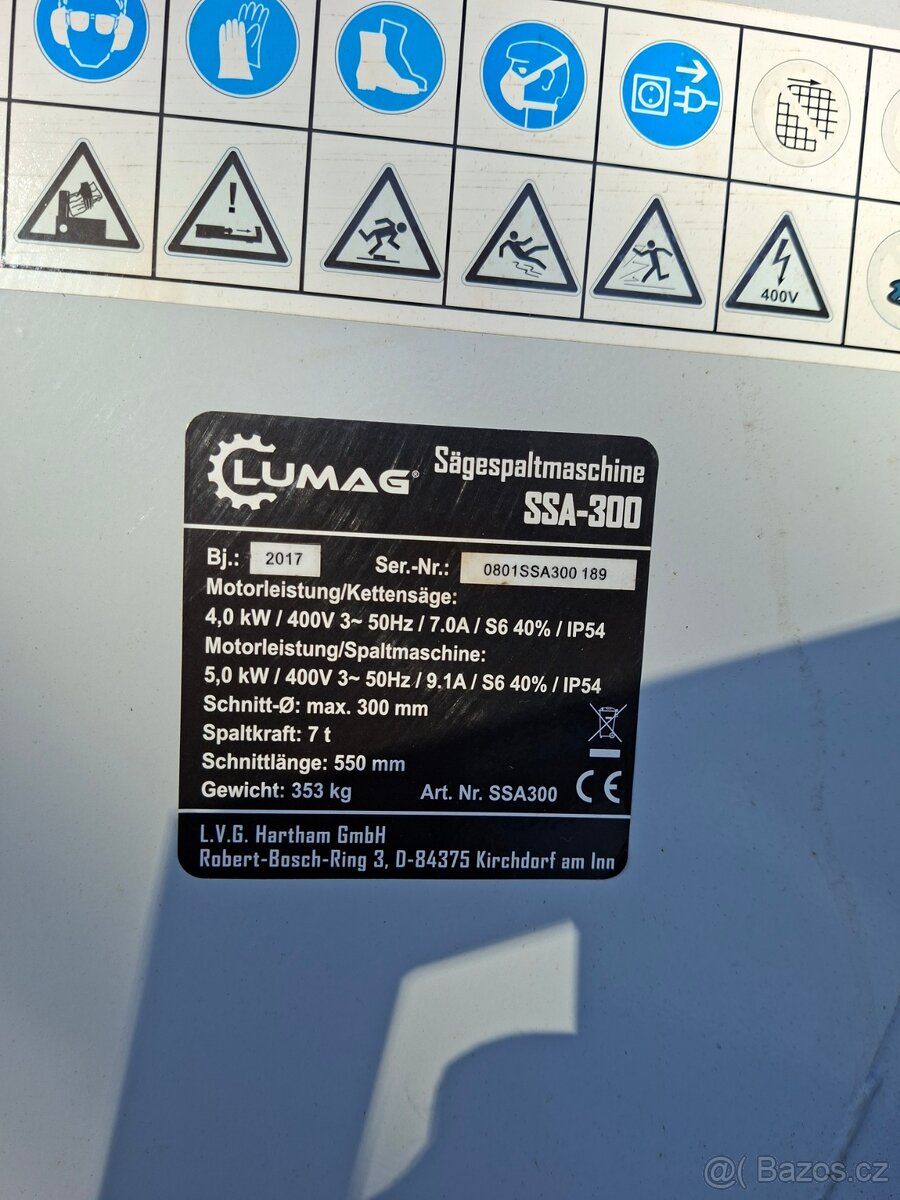 400V
LUMAG®
Sägespaltmaschine
SSA-300
Bj.: 2017 Ser.-Nr.: 0801SSA300 189
Motorleistung/Kettensäge:
4,0 kW / 400V 3~ 50Hz / 7.0A / S6 40% / IP54
Motorleistung/Spaltmaschine:
5,0 kW / 400V 3~ 50Hz / 9.1A / S6 40% / IP54
Schnitt-Ø: max. 300 mm
Spaltkraft: 7 t
Schnittlänge: 550 mm
Gewicht: 353 kg Art. Nr. SSA300 CE
L.V.G. Hartham GmbH
Robert-Bosch-Ring 3, D-84375 Kirchdorf am Inn
@( Bazos.cz